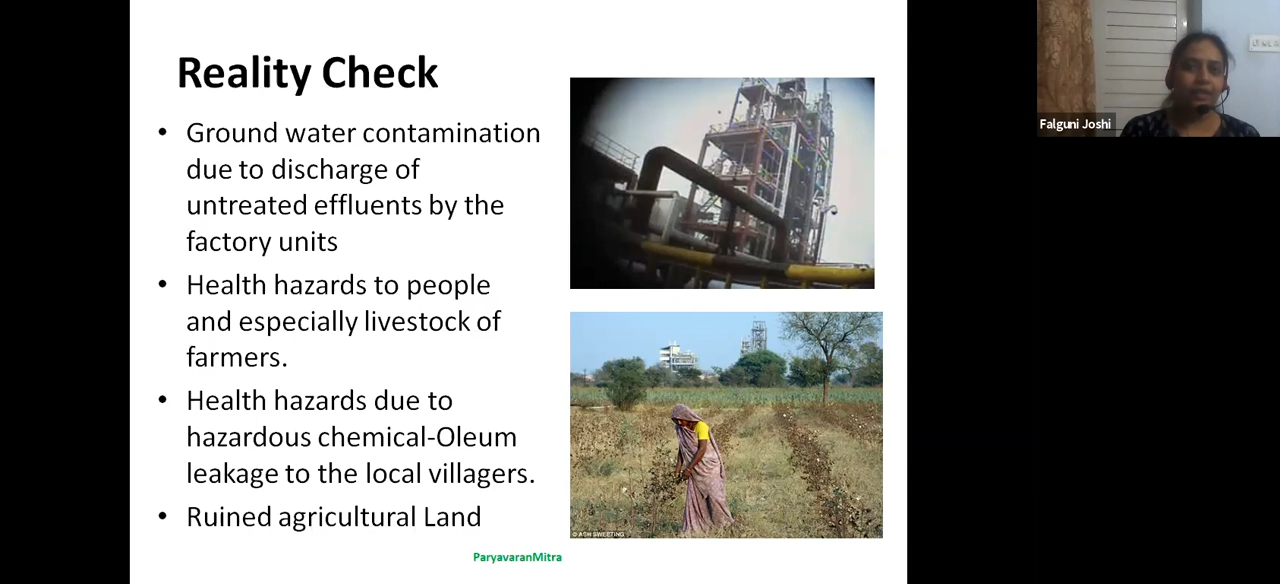 Reality Check
• Ground water contamination
due to discharge of
untreated effluents by the
factory units
• Health hazards to people
and especially livestock of
farmers.
• Health hazards due to
hazardous chemical-Oleum
leakage to the local villagers.
• Ruined agricultural Land
© ASH SWEETING
ParyavaranMitra
Falguni Joshi